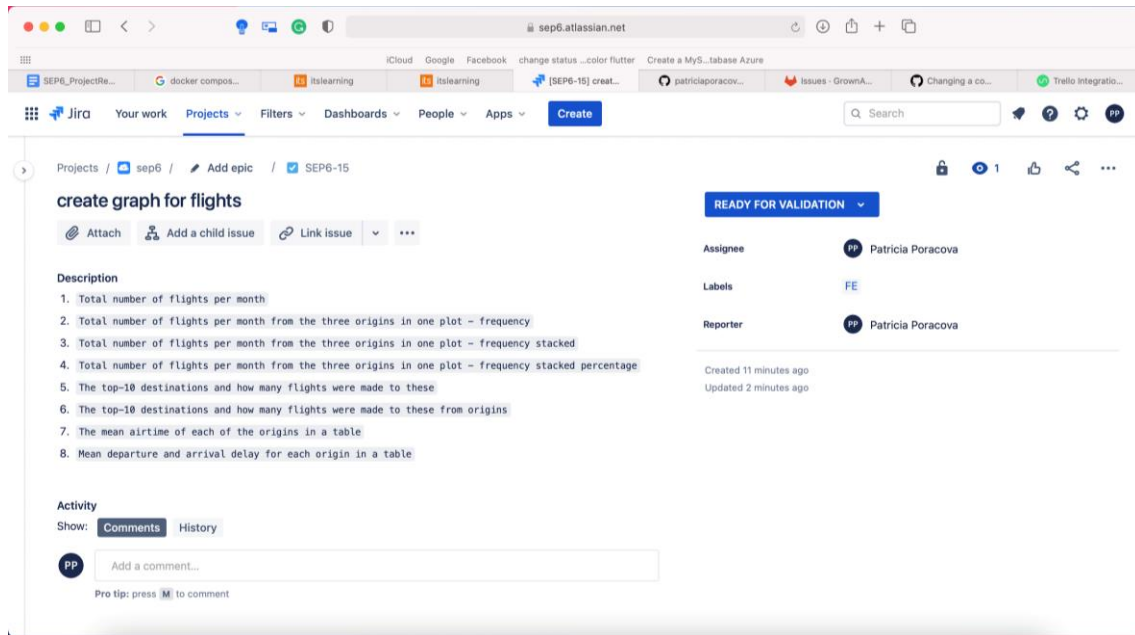 sep6.atlassian.net
iCloud Google Facebook change status ...color flutter Create a MyS...tabase Azure
SEP6_ProjectRe... docker compos... its itslearning its itslearning [SEP6-15] creat... patriciaporacov... Issues - GrownA... Changing a co... Trello Integratio...
Jira Your work Projects Filters Dashboards People Apps Create Search PP
Projects / sep6 / Add epic / SEP6-15 1
create graph for flights
READY FOR VALIDATION
Attach Add a child issue Link issue
Assignee PP Patricia Poracova
Description
Labels FE
1. Total number of flights per month
2. Total number of flights per month from the three origins in one plot - frequency
Reporter PP Patricia Poracova
3. Total number of flights per month from the three origins in one plot - frequency stacked
4. Total number of flights per month from the three origins in one plot - frequency stacked percentage
Created 11 minutes ago
5. The top-10 destinations and how many flights were made to these
Updated 2 minutes ago
6. The top-10 destinations and how many flights were made to these from origins
7. The mean airtime of each of the origins in a table
8. Mean departure and arrival delay for each origin in a table
Activity
Show: Comments History
PP Add a comment...
Pro tip: press M to comment